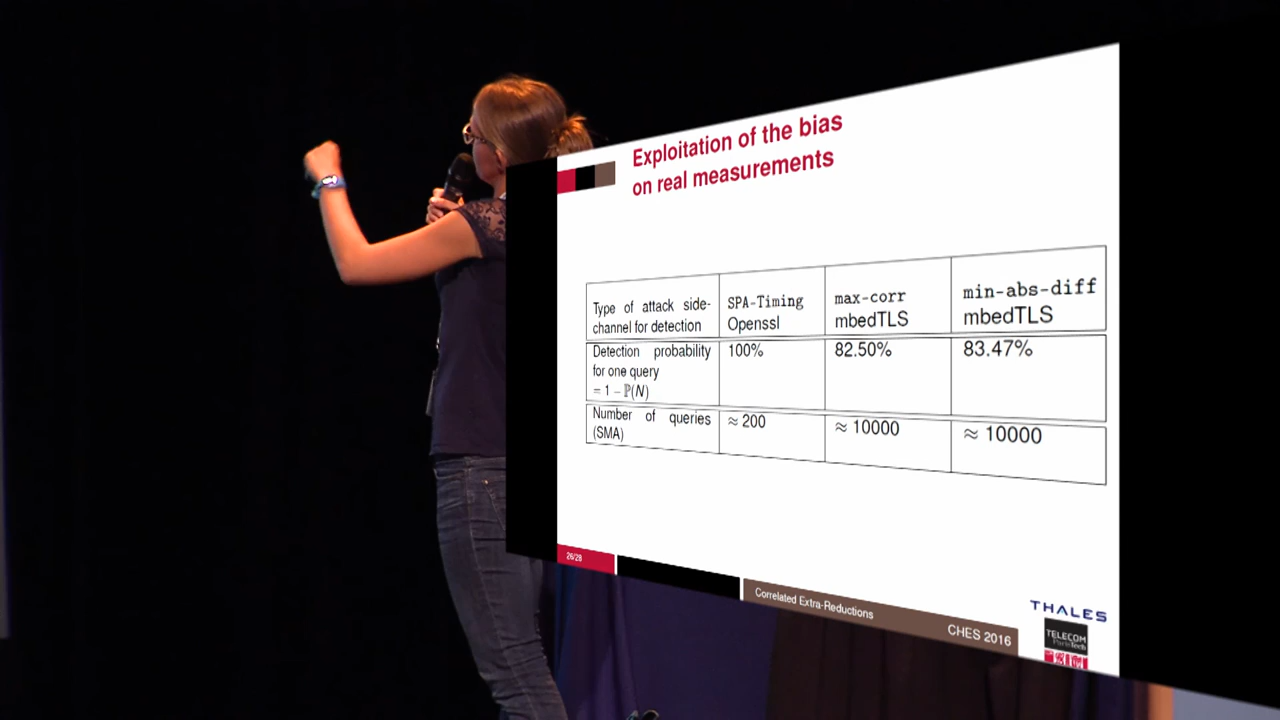 Exploitation of the bias
on real measurements
Type of attack side-
channel for detection
SPA-Timing
Openssl
max-corr
mbedTLS
min-abs-diff
mbedTLS
Detection probability
for one query
= 1 − ℙ(N)
100%
82.50%
83.47%
Number of queries
(SMA)
≈ 200
≈ 10000
≈ 10000
26/28
Correlated Extra-Reductions
CHES 2016
THALES
TELECOM
ParisTech